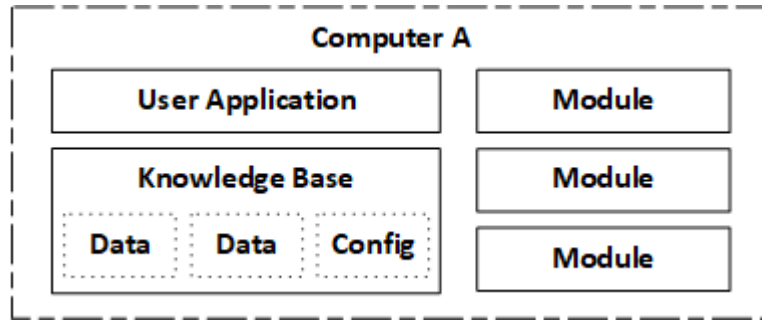 Computer A
User Application
Module
Knowledge Base
Module
Data
Data
Config
Module